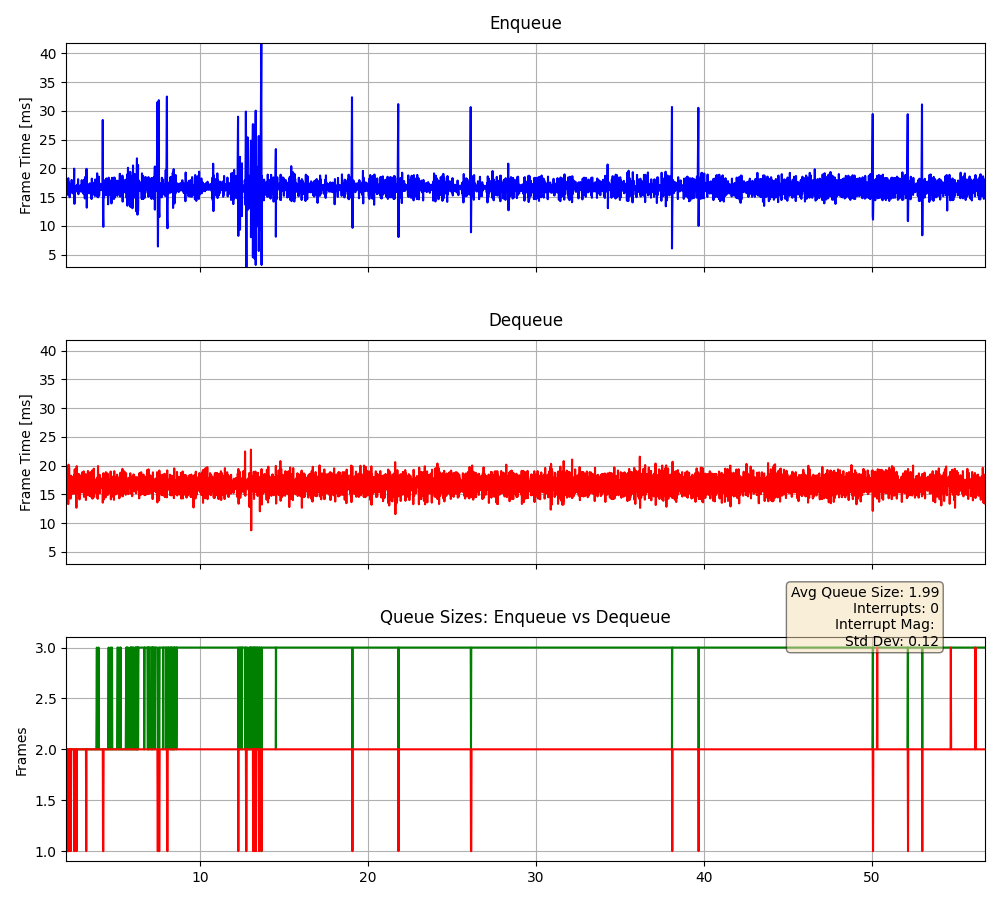 Enqueue
Frame Time [ms]
40
35
30
25
20
15
10
5
Dequeue
Frame Time [ms]
40
35
30
25
20
15
10
5
Avg Queue Size: 1.99
Interrupts: 0
Interrupt Mag:
Std Dev: 0.12
Queue Sizes: Enqueue vs Dequeue
Frames
3.0
2.5
2.0
1.5
1.0
10 20 30 40 50